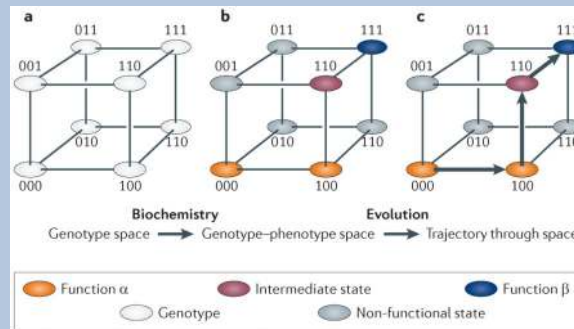 a
b
c
011
111
011
111
011
111
001
110
001
110
001
110
010
110
010
110
010
110
000
100
000
100
000
100
Biochemistry
Evolution
Genotype space
Genotype–phenotype space
Trajectory through space
Function α
Intermediate state
Function β
Genotype
Non-functional state